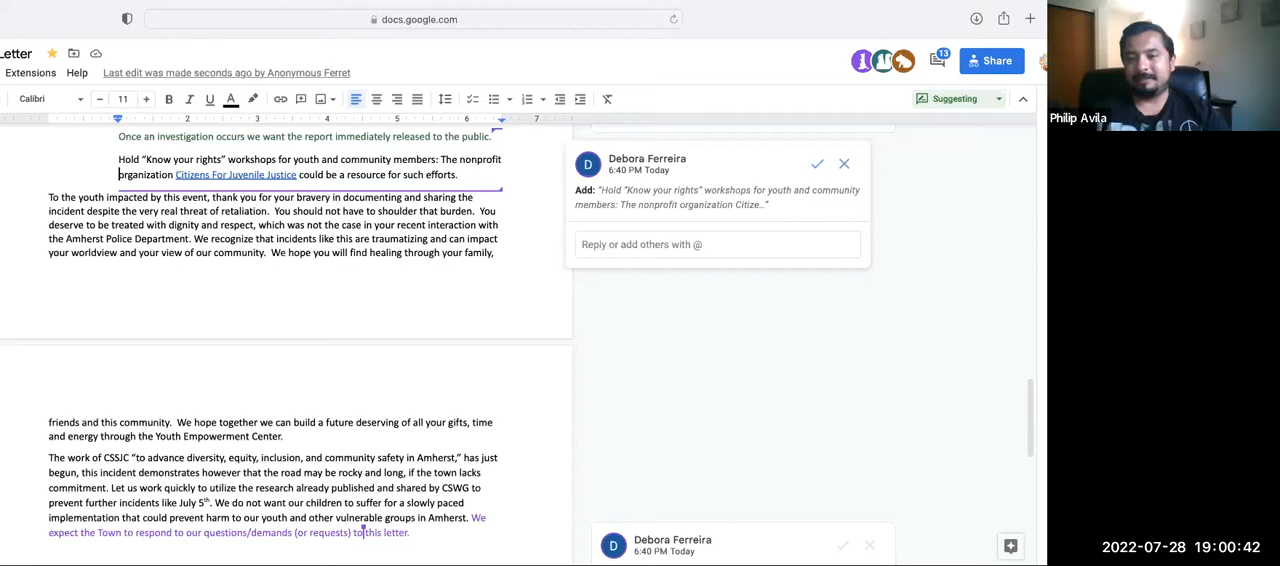 docs.google.com
Letter
13
Share
Extensions Help Last edit was made seconds ago by Anonymous Ferret
Calibri
11
B I U A
Suggesting
2 3 4 5 6 7
Once an investigation occurs we want the report immediately released to the public.
Hold “Know your rights” workshops for youth and community members: The nonprofit
organization Citizens For Juvenile Justice could be a resource for such efforts.
To the youth impacted by this event, thank you for your bravery in documenting and sharing the
incident despite the very real threat of retaliation. You should not have to shoulder that burden. You
deserve to be treated with dignity and respect, which was not the case in your recent interaction with
the Amherst Police Department. We recognize that incidents like this are traumatizing and can impact
your worldview and your view of our community. We hope you will find healing through your family,
D
Debora Ferreira
6:40 PM Today
Add: “Hold “Know your rights” workshops for youth and community
members: The nonprofit organization Citize...”
Reply or add others with @
friends and this community. We hope together we can build a future deserving of all your gifts, time
and energy through the Youth Empowerment Center.
The work of CSSJC “to advance diversity, equity, inclusion, and community safety in Amherst,” has just
begun, this incident demonstrates however that the road may be rocky and long, if the town lacks
commitment. Let us work quickly to utilize the research already published and shared by CSWG to
prevent further incidents like July 5th. We do not want our children to suffer for a slowly paced
implementation that could prevent harm to our youth and other vulnerable groups in Amherst. We
expect the Town to respond to our questions/demands (or requests) to this letter.
D
Debora Ferreira
6:40 PM Today
Philip Avila
2022-07-28 19:00:42